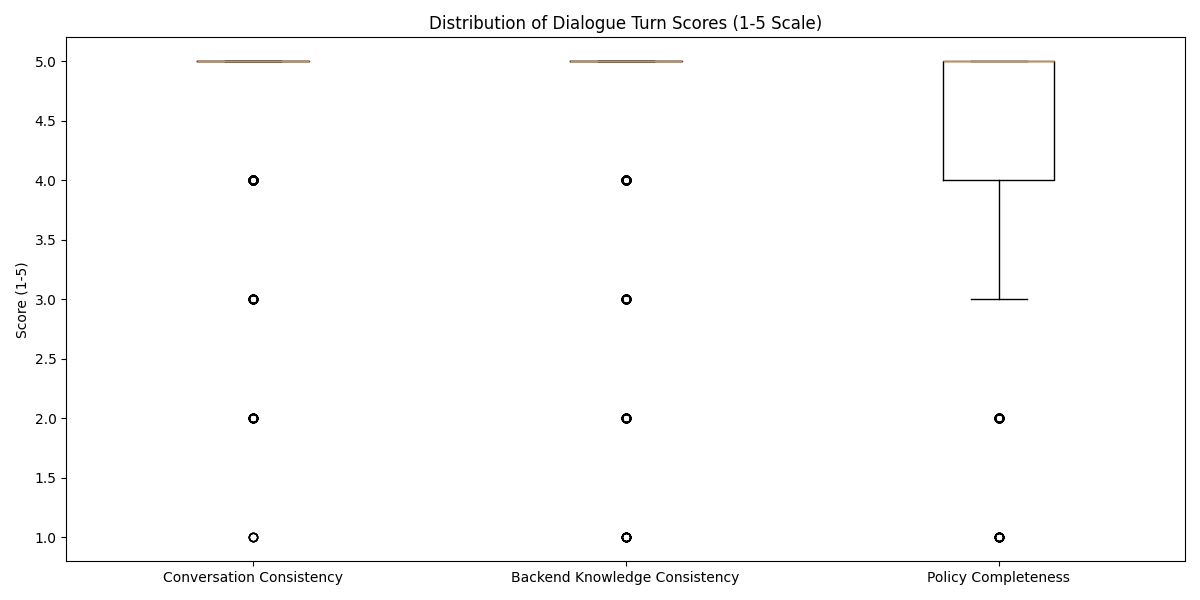 Distribution of Dialogue Turn Scores (1-5 Scale)
Score (1-5)
5.0
4.5
4.0
3.5
3.0
2.5
2.0
1.5
1.0
Conversation Consistency
Backend Knowledge Consistency
Policy Completeness